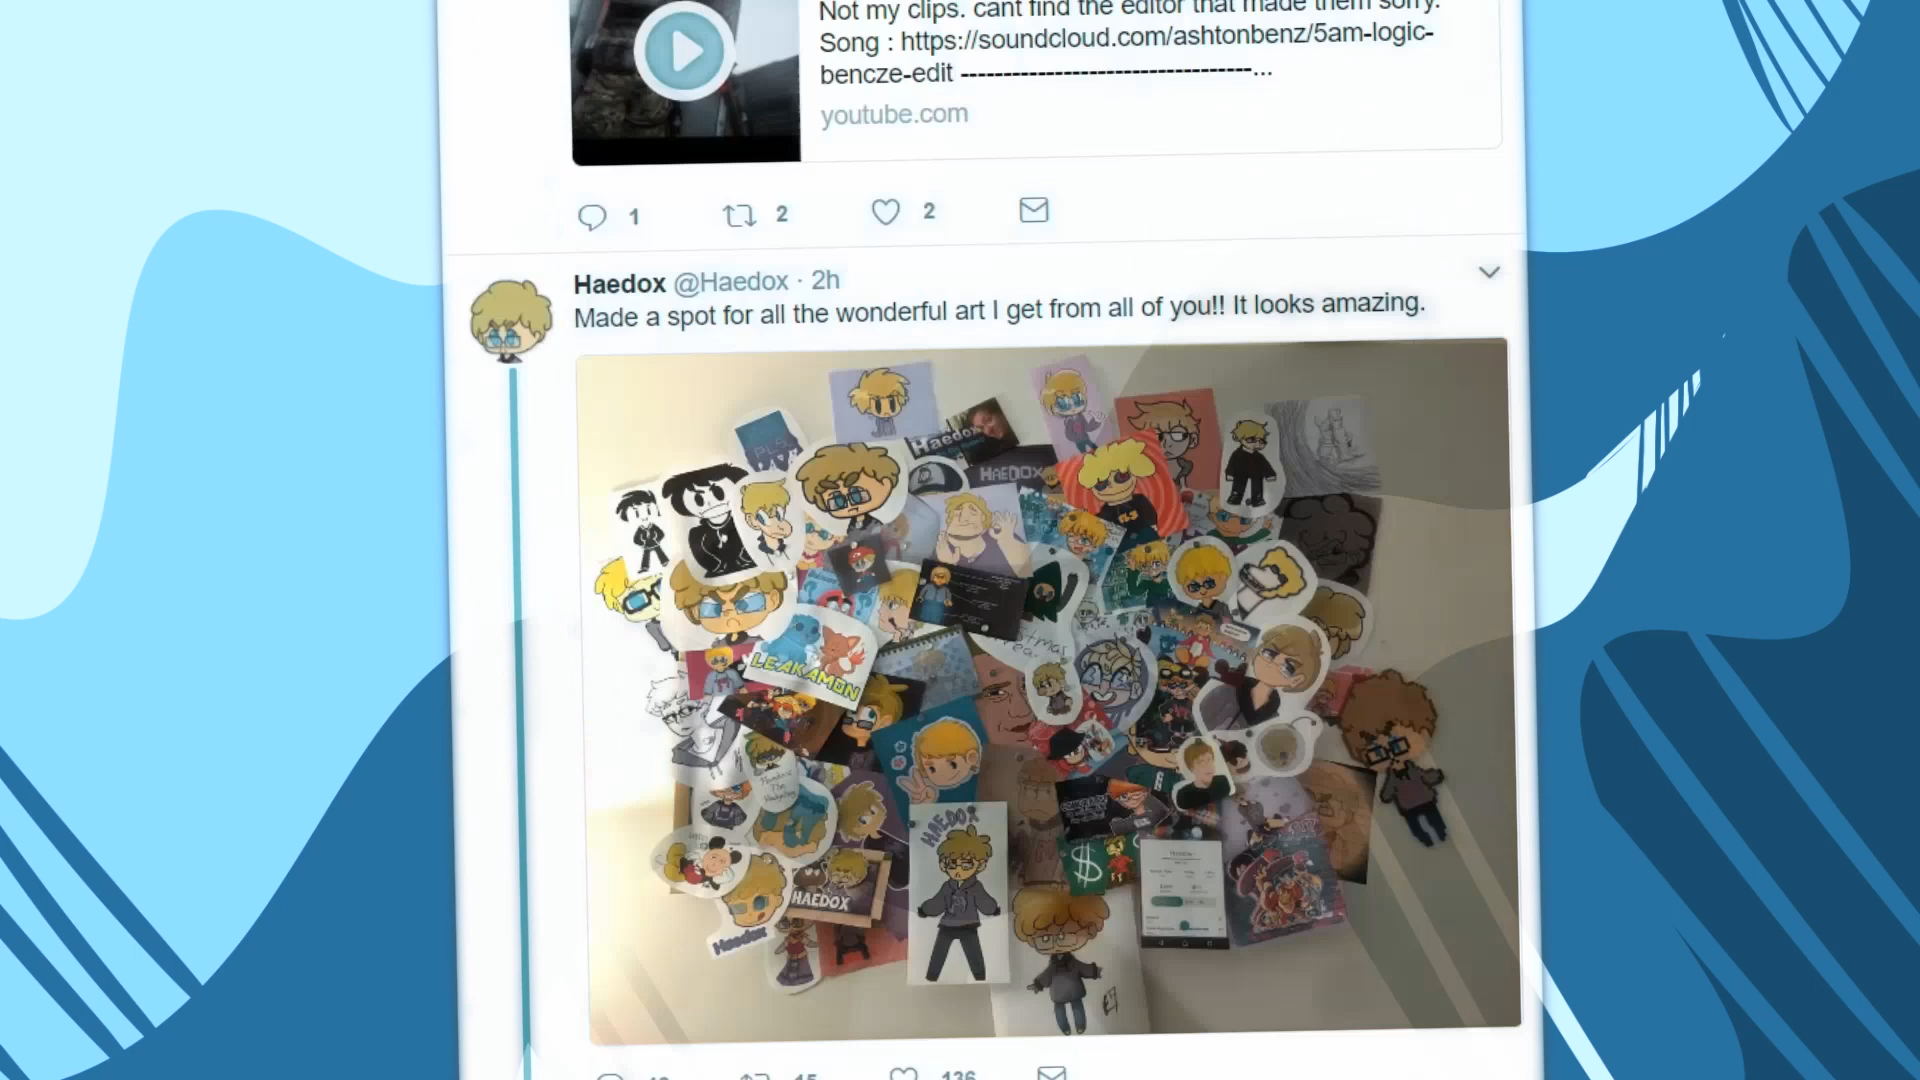 Not my clips. cant find the editor that made them sorry.
Song : https://soundcloud.com/ashtonbenz/5am-logic-
bencze-edit ------------------------------------...
youtube.com
1
2
2
Haedox @Haedox · 2h
Made a spot for all the wonderful art I get from all of you!! It looks amazing.
PLS
Haedox
HAEDOX
LEAKAMON
HAEDOX
$
HAEDOX
Haedox
15
136